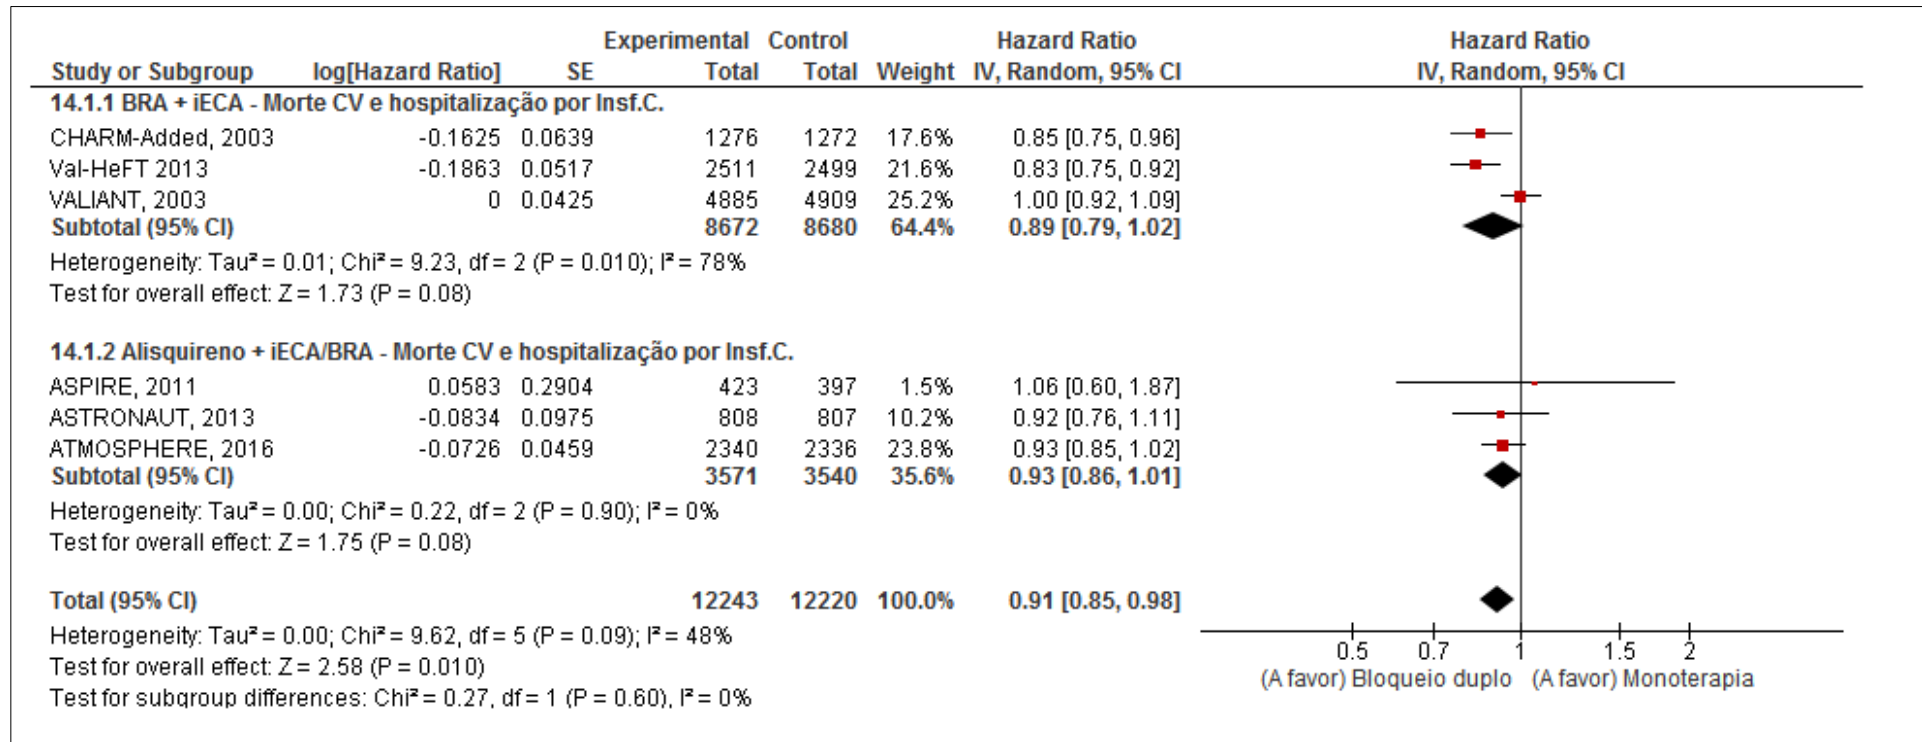 Experimental Control Hazard Ratio Hazard Ratio
Study or Subgroup log[Hazard Ratio] SE Total Total Weight IV, Random, 95% CI IV, Random, 95% CI
14.1.1 BRA + iECA - Morte CV e hospitalização por Insf.C.
CHARM-Added, 2003 -0.1625 0.0639 1276 1272 17.6% 0.85 [0.75, 0.96]
Val-HeFT 2013 -0.1863 0.0517 2511 2499 21.6% 0.83 [0.75, 0.92]
VALIANT, 2003 0 0.0425 4885 4909 25.2% 1.00 [0.92, 1.09]
Subtotal (95% CI) 8672 8680 64.4% 0.89 [0.79, 1.02]
Heterogeneity: Tau² = 0.01; Chi² = 9.23, df = 2 (P = 0.010); I² = 78%
Test for overall effect: Z = 1.73 (P = 0.08)
14.1.2 Alisquireno + iECA/BRA - Morte CV e hospitalização por Insf.C.
ASPIRE, 2011 0.0583 0.2904 423 397 1.5% 1.06 [0.60, 1.87]
ASTRONAUT, 2013 -0.0834 0.0975 808 807 10.2% 0.92 [0.76, 1.11]
ATMOSPHERE, 2016 -0.0726 0.0459 2340 2336 23.8% 0.93 [0.85, 1.02]
Subtotal (95% CI) 3571 3540 35.6% 0.93 [0.86, 1.01]
Heterogeneity: Tau² = 0.00; Chi² = 0.22, df = 2 (P = 0.90); I² = 0%
Test for overall effect: Z = 1.75 (P = 0.08)
Total (95% CI) 12243 12220 100.0% 0.91 [0.85, 0.98]
Heterogeneity: Tau² = 0.00; Chi² = 9.62, df = 5 (P = 0.09); I² = 48%
Test for overall effect: Z = 2.58 (P = 0.010)
Test for subgroup differences: Chi² = 0.27, df = 1 (P = 0.60), I² = 0%
0.5 0.7 1 1.5 2
(A favor) Bloqueio duplo (A favor) Monoterapia